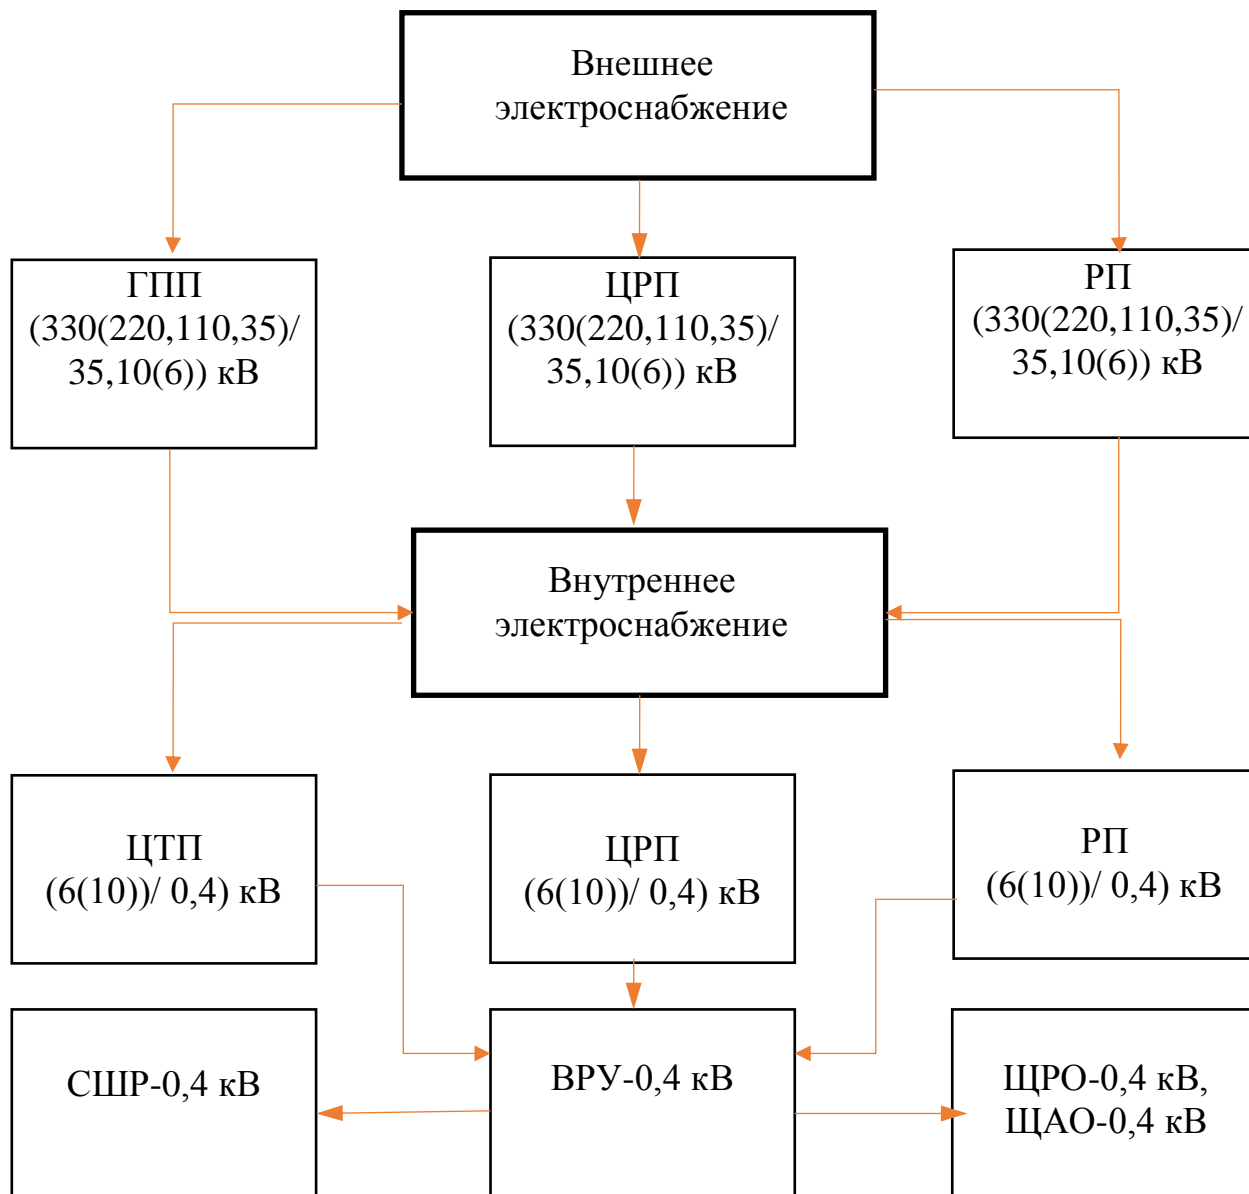 Внешнее
электроснабжение
ГПП
(330(220,110,35)/
35,10(6)) кВ
ЦРП
(330(220,110,35)/
35,10(6)) кВ
РП
(330(220,110,35)/
35,10(6)) кВ
Внутреннее
электроснабжение
ЦТП
(6(10))/ 0,4) кВ
ЦРП
(6(10))/ 0,4) кВ
РП
(6(10))/ 0,4) кВ
СШР-0,4 кВ
ВРУ-0,4 кВ
ЩРО-0,4 кВ,
ЩАО-0,4 кВ